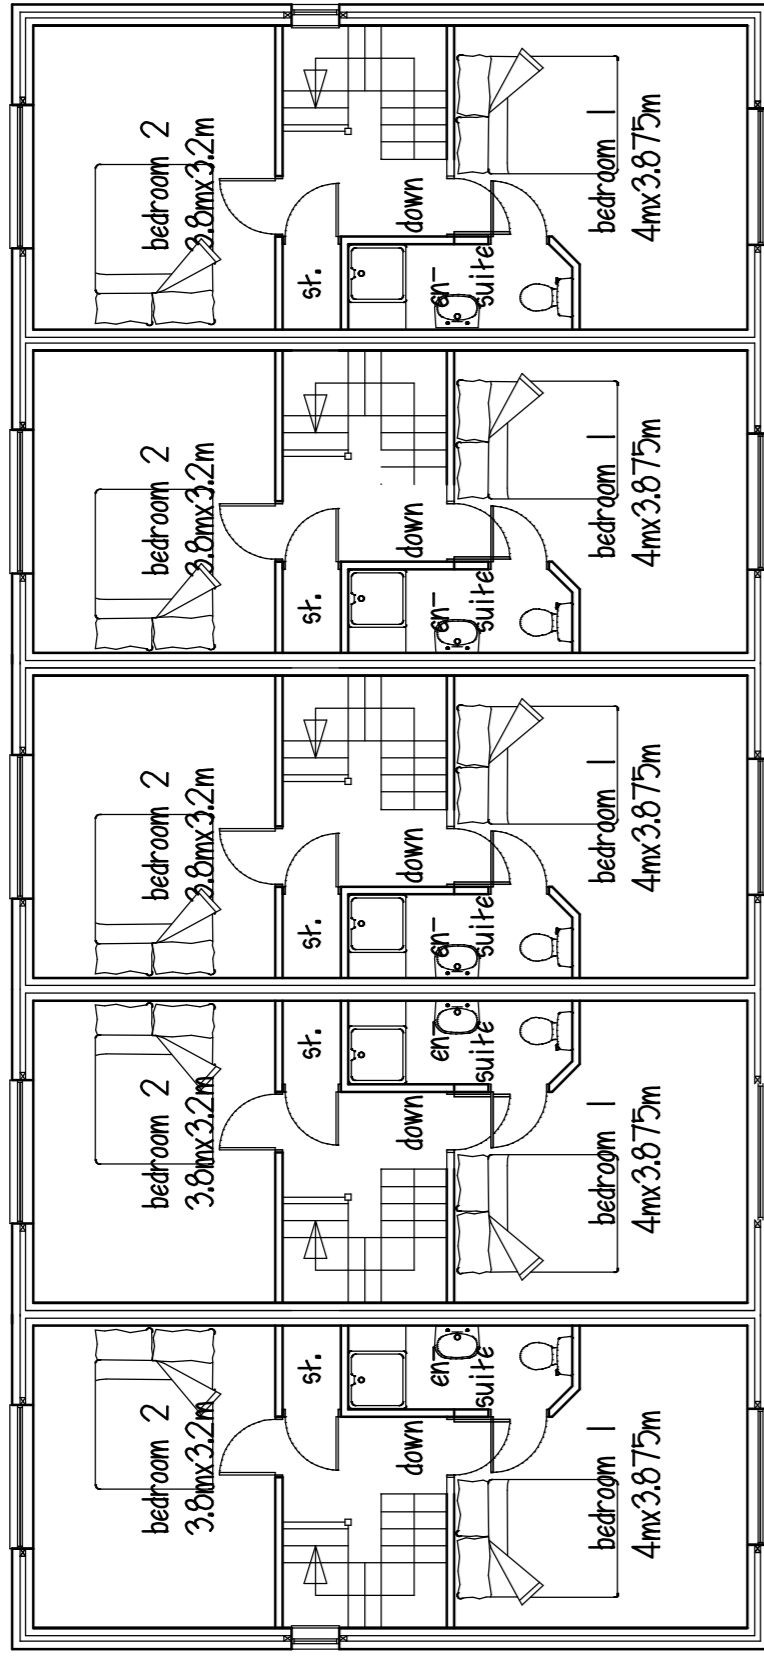 bedroom 2
3.8mx3.2m
st.
down
en-
suite
bedroom 1
4mx3.875m
bedroom 2
3.8mx3.2m
st.
down
en-
suite
bedroom 1
4mx3.875m
bedroom 2
3.8mx3.2m
st.
down
en-
suite
bedroom 1
4mx3.875m
bedroom 2
3.8mx3.2m
st.
down
en-
suite
bedroom 1
4mx3.875m
bedroom 2
3.8mx3.2m
st.
down
en-
suite
bedroom 1
4mx3.875m